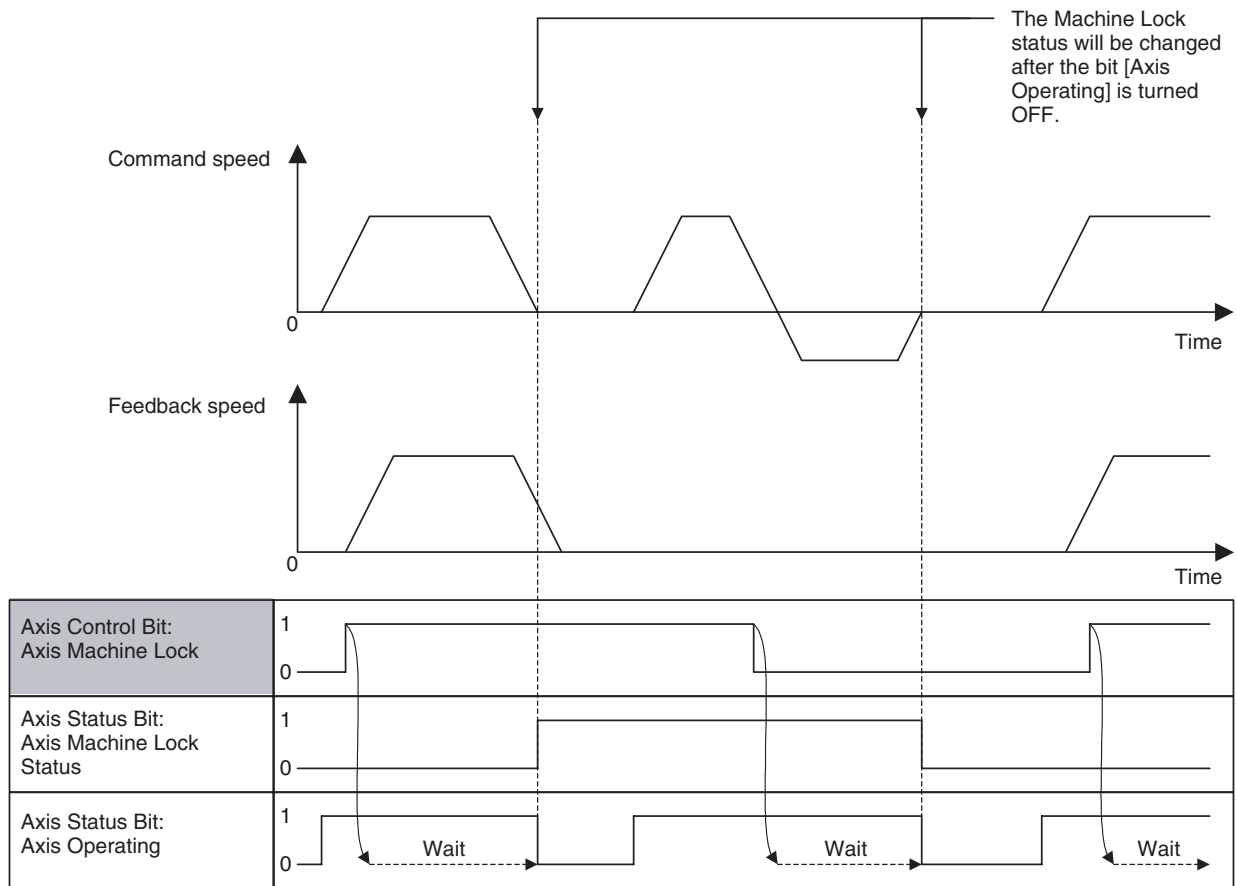 The Machine Lock
status will be changed
after the bit [Axis
Operating] is turned
OFF.
Command speed
0
Time
Feedback speed
0
Time
Axis Control Bit:
Axis Machine Lock
1
0
Axis Status Bit:
Axis Machine Lock
Status
1
0
Axis Status Bit:
Axis Operating
1
0
Wait
Wait
Wait